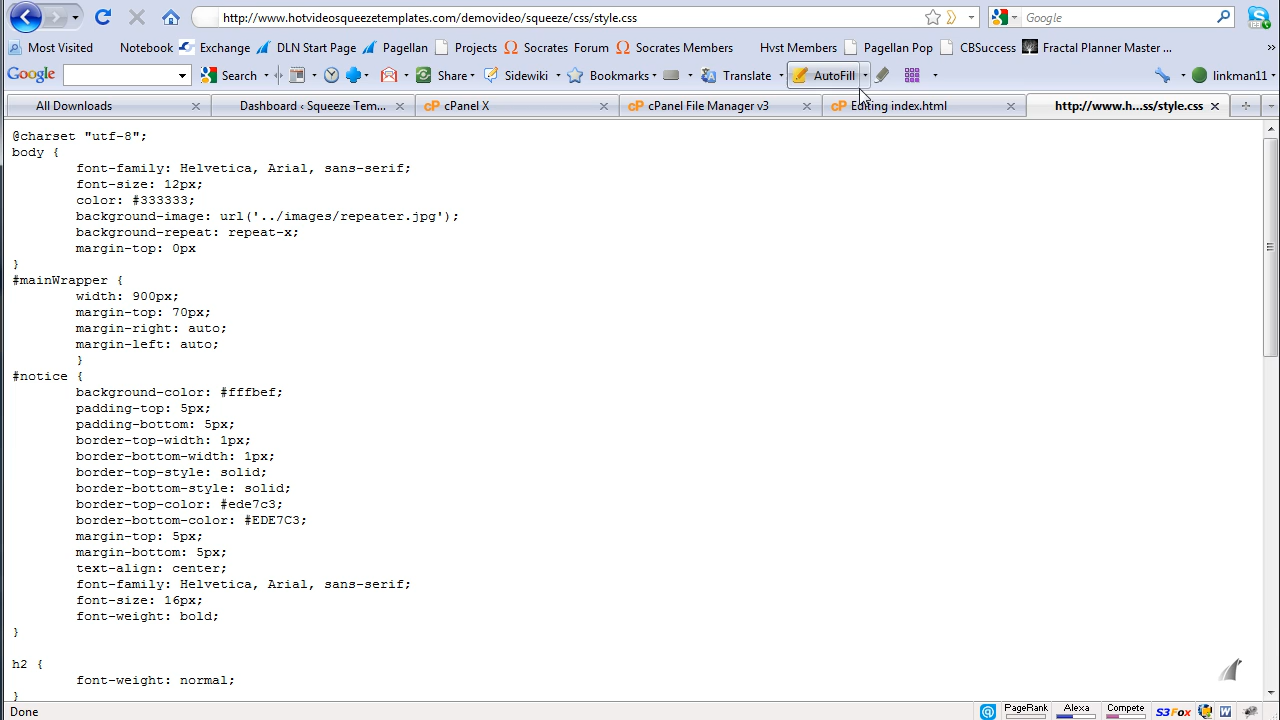 http://www.hotvideosqueezetemplates.com/demovideo/squeeze/css/style.css
Google
Most Visited Notebook Exchange DLN StartPage Pagellan Projects Socrates Forum Socrates Members Hvst Members Pagellan Pop CBSuccess Fractal Planner Master ... »
Google Search Share Sidewiki Bookmarks Translate AutoFill linkman11
All Downloads Dashboard ‹ Squeeze Tem... cPanel X cPanel File Manager v3 Editing index.html http://www.h...ss/style.css
@charset "utf-8";
body {
font-family: Helvetica, Arial, sans-serif;
font-size: 12px;
color: #333333;
background-image: url('../images/repeater.jpg');
background-repeat: repeat-x;
margin-top: 0px
}
#mainWrapper {
width: 900px;
margin-top: 70px;
margin-right: auto;
margin-left: auto;
}
#notice {
background-color: #fffbef;
padding-top: 5px;
padding-bottom: 5px;
border-top-width: 1px;
border-bottom-width: 1px;
border-top-style: solid;
border-bottom-style: solid;
border-top-color: #ede7c3;
border-bottom-color: #EDE7C3;
margin-top: 5px;
margin-bottom: 5px;
text-align: center;
font-family: Helvetica, Arial, sans-serif;
font-size: 16px;
font-weight: bold;
}
h2 {
font-weight: normal;
}
Done PageRank Alexa Compete S3Fox